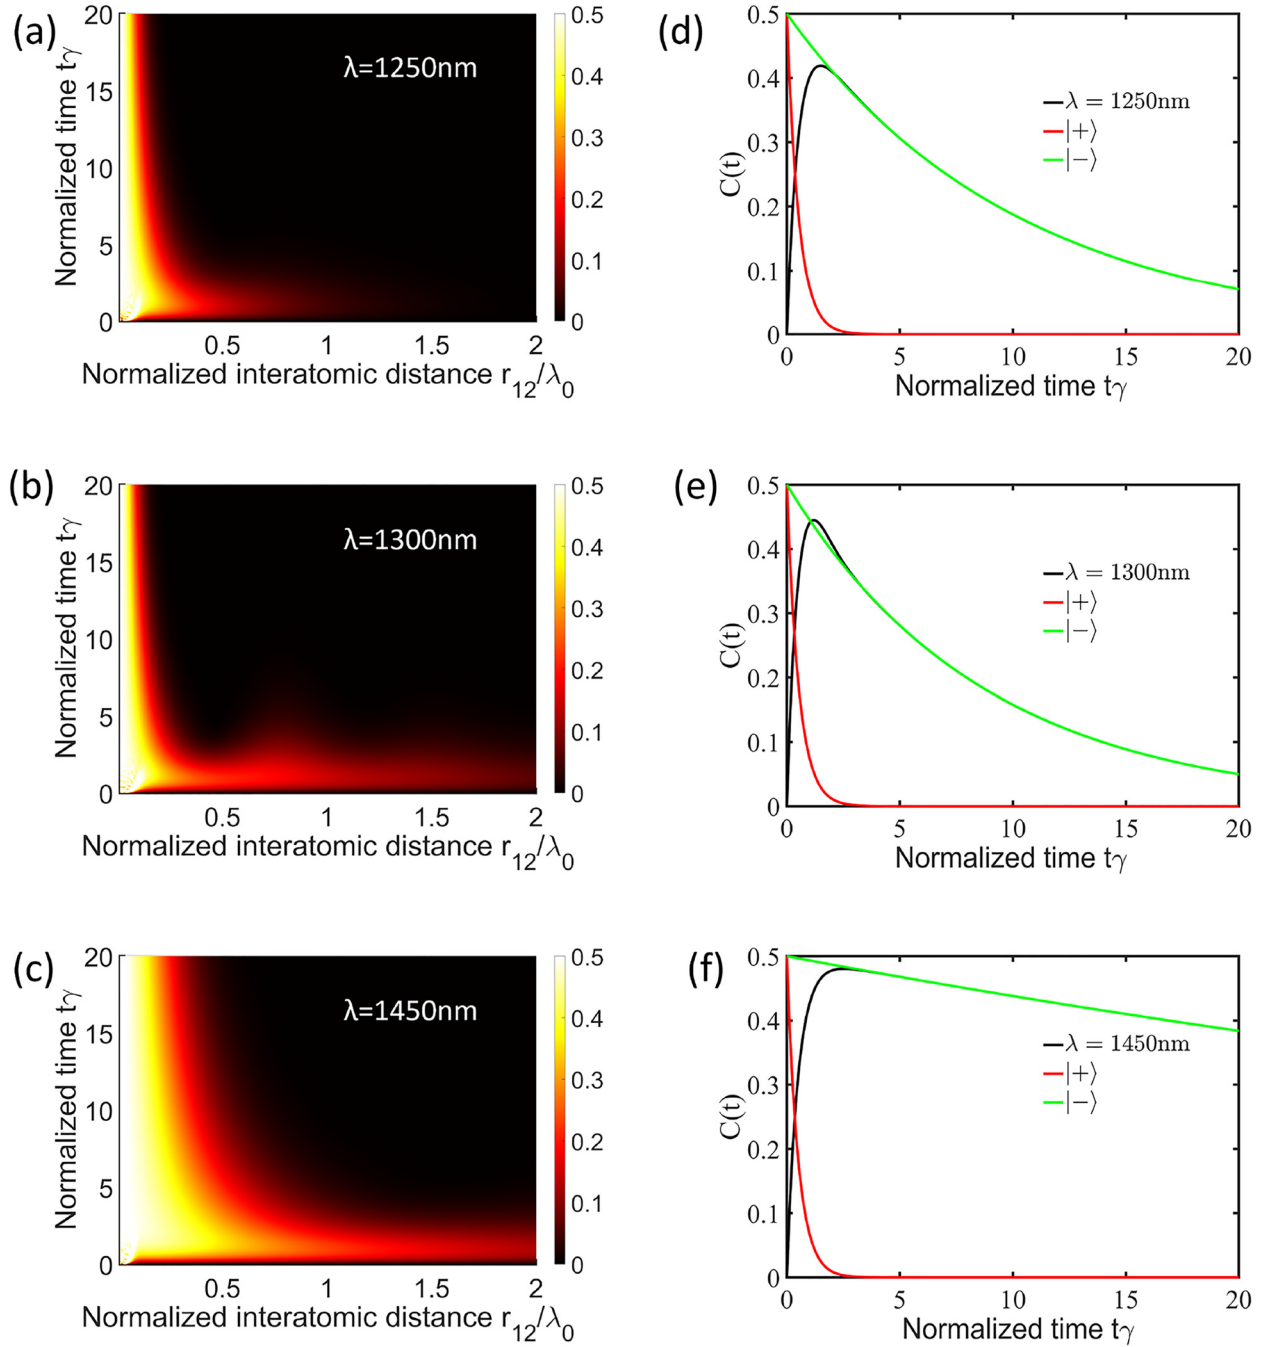 (a)
Normalized time tγ
20
15
10
5
0
λ=1250nm
0.5
0.4
0.3
0.2
0.1
0
0.5 1 1.5 2
Normalized interatomic distance r12/λ0
(d)
C(t)
0.5
0.4
0.3
0.2
0.1
0
λ = 1250nm
|+⟩
|−⟩
0 5 10 15 20
Normalized time tγ
(b)
Normalized time tγ
20
15
10
5
0
λ=1300nm
0.5
0.4
0.3
0.2
0.1
0
0.5 1 1.5 2
Normalized interatomic distance r12/λ0
(e)
C(t)
0.5
0.4
0.3
0.2
0.1
0
λ = 1300nm
|+⟩
|−⟩
0 5 10 15 20
Normalized time tγ
(c)
Normalized time tγ
20
15
10
5
0
λ=1450nm
0.5
0.4
0.3
0.2
0.1
0
0.5 1 1.5 2
Normalized interatomic distance r12/λ0
(f)
C(t)
0.5
0.4
0.3
0.2
0.1
0
λ = 1450nm
|+⟩
|−⟩
0 5 10 15 20
Normalized time tγ